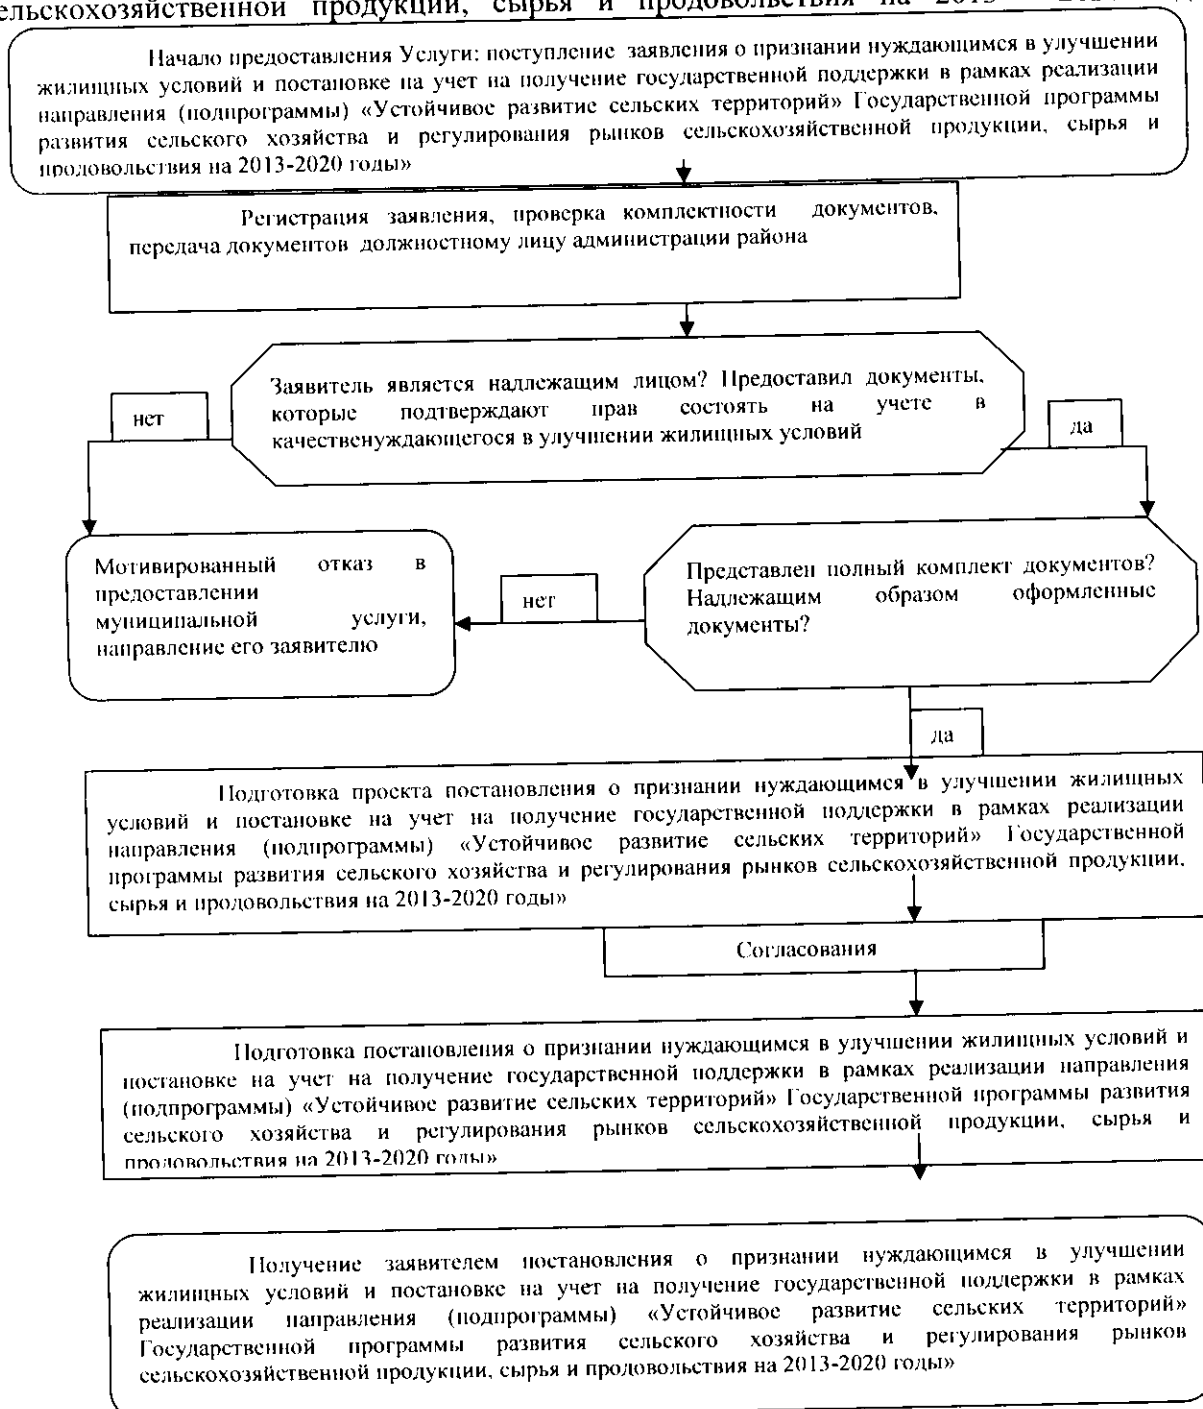 сельскохозяйственной продукции, сырья и продовольствия на 2013
Начало предоставления Услуги: поступление заявления о признании нуждающимся в улучшении
жилищных условий и постановке на учет на получение государственной поддержки в рамках реализации
направления (подпрограммы) «Устойчивое развитие сельских территорий» Государственной программы
развития сельского хозяйства и регулирования рынков сельскохозяйственной продукции, сырья и
продовольствия на 2013-2020 годы»
Регистрация заявления, проверка комплектности документов,
передача документов должностному лицу администрации района
Заявитель является надлежащим лицом? Предоставил документы,
которые подтверждают прав состоять на учете в
качественуждающегося в улучшении жилищных условий
нет
да
Мотивированный отказ в
предоставлении
муниципальной услуги,
направление его заявителю
нет
Представлен полный комплект документов?
Надлежащим образом оформленные
документы?
да
Подготовка проекта постановления о признании нуждающимся в улучшении жилищных
условий и постановке на учет на получение государственной поддержки в рамках реализации
направления (подпрограммы) «Устойчивое развитие сельских территорий» Государственной
программы развития сельского хозяйства и регулирования рынков сельскохозяйственной продукции,
сырья и продовольствия на 2013-2020 годы»
Согласования
Подготовка постановления о признании нуждающимся в улучшении жилищных условий и
постановке на учет на получение государственной поддержки в рамках реализации направления
(подпрограммы) «Устойчивое развитие сельских территорий» Государственной программы развития
сельского хозяйства и регулирования рынков сельскохозяйственной продукции, сырья и
продовольствия на 2013-2020 годы»
Получение заявителем постановления о признании нуждающимся в улучшении
жилищных условий и постановке на учет на получение государственной поддержки в рамках
реализации направления (подпрограммы) «Устойчивое развитие сельских территорий»
Государственной программы развития сельского хозяйства и регулирования рынков
сельскохозяйственной продукции, сырья и продовольствия на 2013-2020 годы»